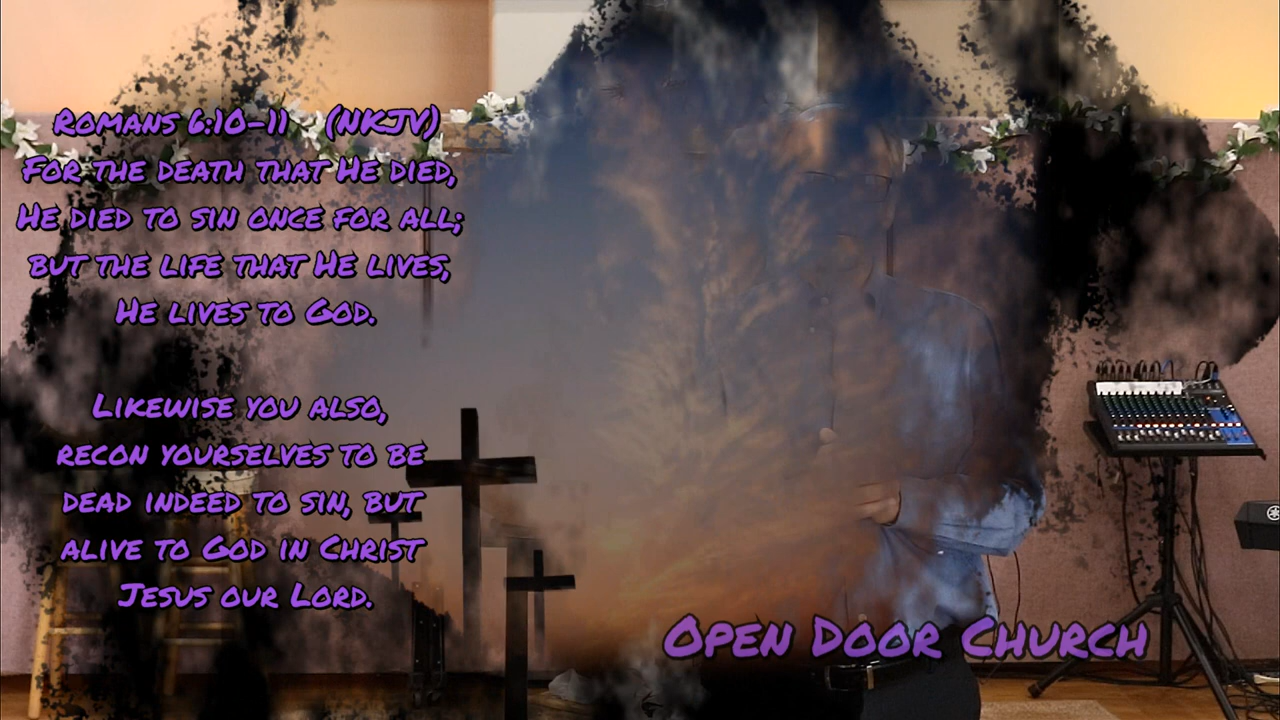 Romans 6:10-11 (NKJV)
For the death that He died,
He died to sin once for all;
but the life that He lives,
He lives to God.
Likewise you also,
recon yourselves to be
dead indeed to sin, but
alive to God in Christ
Jesus our Lord.
Open Door Church